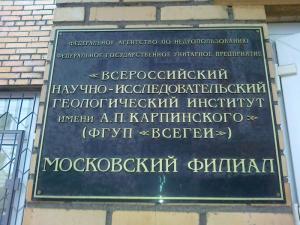 ФЕДЕРАЛЬНОЕ АГЕНТСТВО ПО НЕДРОПОЛЬЗОВАНИЮ
ФЕДЕРАЛЬНОЕ ГОСУДАРСТВЕННОЕ УНИТАРНОЕ ПРЕДПРИЯТИЕ
«ВСЕРОССИЙСКИЙ
НАУЧНО-ИССЛЕДОВАТЕЛЬСКИЙ
ГЕОЛОГИЧЕСКИЙ ИНСТИТУТ
ИМЕНИ А.П.КАРПИНСКОГО»
(ФГУП «ВСЕГЕИ»)
МОСКОВСКИЙ ФИЛИАЛ